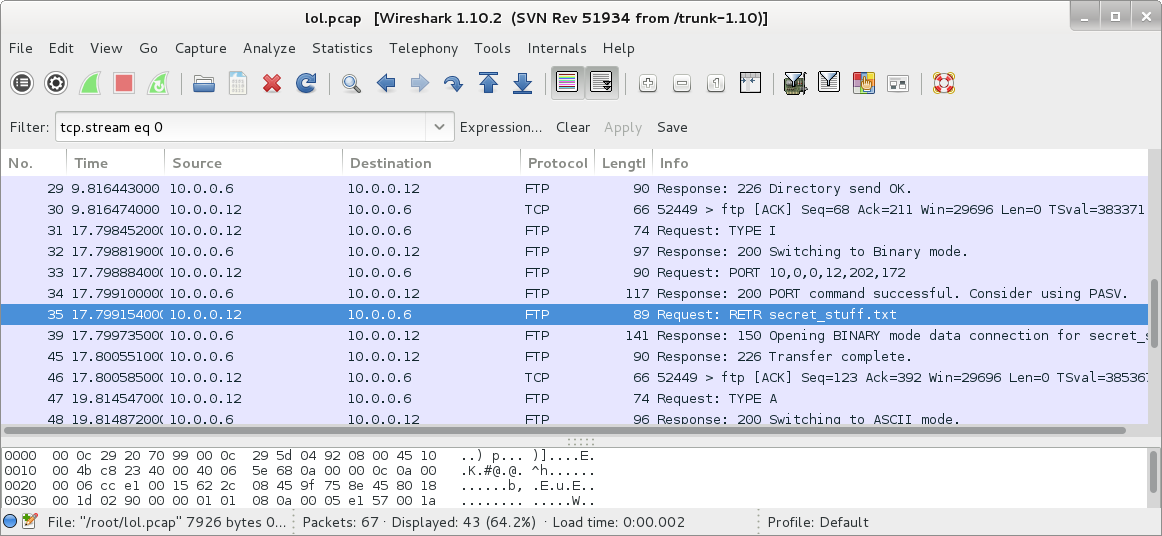 lol.pcap   [Wireshark 1.10.2  (SVN Rev 51934 from /trunk-1.10)]
File Edit View Go Capture Analyze Statistics Telephony Tools Internals Help
Filter: tcp.stream eq 0 Expression... Clear Apply Save
No. Time Source Destination Protocol Lengtl Info
29 9.816443000 10.0.0.6 10.0.0.12 FTP 90 Response: 226 Directory send OK.
30 9.816474000 10.0.0.12 10.0.0.6 TCP 66 52449 > ftp [ACK] Seq=68 Ack=211 Win=29696 Len=0 TSval=383371
31 17.798452000 10.0.0.12 10.0.0.6 FTP 74 Request: TYPE I
32 17.798819000 10.0.0.6 10.0.0.12 FTP 97 Response: 200 Switching to Binary mode.
33 17.798884000 10.0.0.12 10.0.0.6 FTP 90 Request: PORT 10,0,0,12,202,172
34 17.799100000 10.0.0.6 10.0.0.12 FTP 117 Response: 200 PORT command successful. Consider using PASV.
35 17.799154000 10.0.0.12 10.0.0.6 FTP 89 Request: RETR secret_stuff.txt
39 17.799735000 10.0.0.6 10.0.0.12 FTP 141 Response: 150 Opening BINARY mode data connection for secret_s
45 17.800551000 10.0.0.6 10.0.0.12 FTP 90 Response: 226 Transfer complete.
46 17.800585000 10.0.0.12 10.0.0.6 TCP 66 52449 > ftp [ACK] Seq=123 Ack=392 Win=29696 Len=0 TSval=38536
47 19.814547000 10.0.0.12 10.0.0.6 FTP 74 Request: TYPE A
48 19.814872000 10.0.0.6 10.0.0.12 FTP 96 Response: 200 Switching to ASCII mode.
0000 00 0c 29 20 70 99 00 0c 29 5d 04 92 08 00 45 10 ..) p... )]....E.
0010 00 4b c8 23 40 00 40 06 5e 68 0a 00 00 0c 0a 00 .K.#@.@. ^h......
0020 00 06 cc e1 00 15 62 2c 08 45 9f 75 8e 45 80 18 ......b, .E.u.E..
0030 00 1d 02 90 00 00 01 01 08 0a 00 05 e1 57 00 1a ........ .....W..
File: "/root/lol.pcap" 7926 bytes 0... Packets: 67 · Displayed: 43 (64.2%) · Load time: 0:00.002 Profile: Default